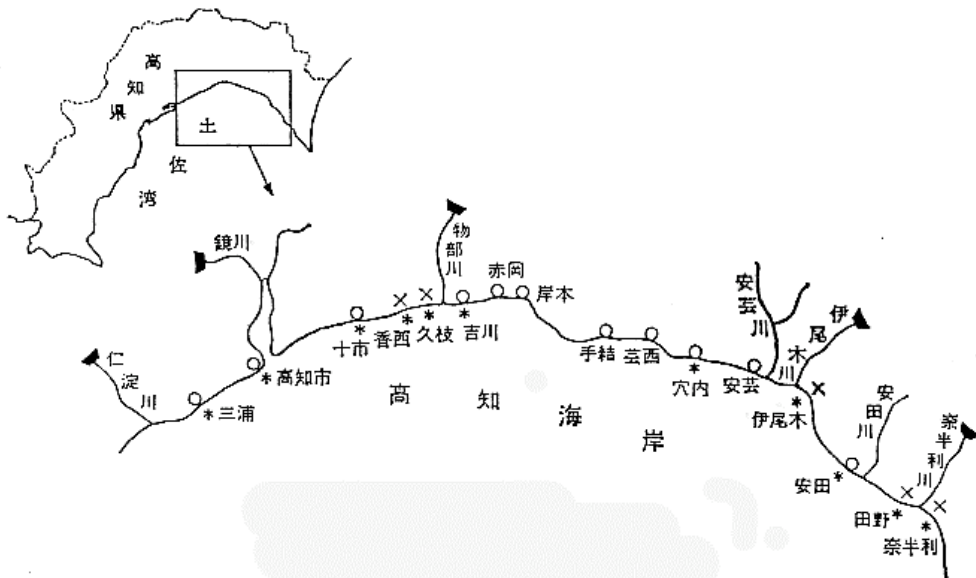 高知県
土佐湾
鏡川
物部川
仁淀川
安芸川
伊尾木川
安田川
奈半利川
三浦
高知市
十市
香西
久枝
吉川
赤岡
岸本
手結
芸西
穴内
安芸
伊尾木
安田
田野
奈半利
高知海岸